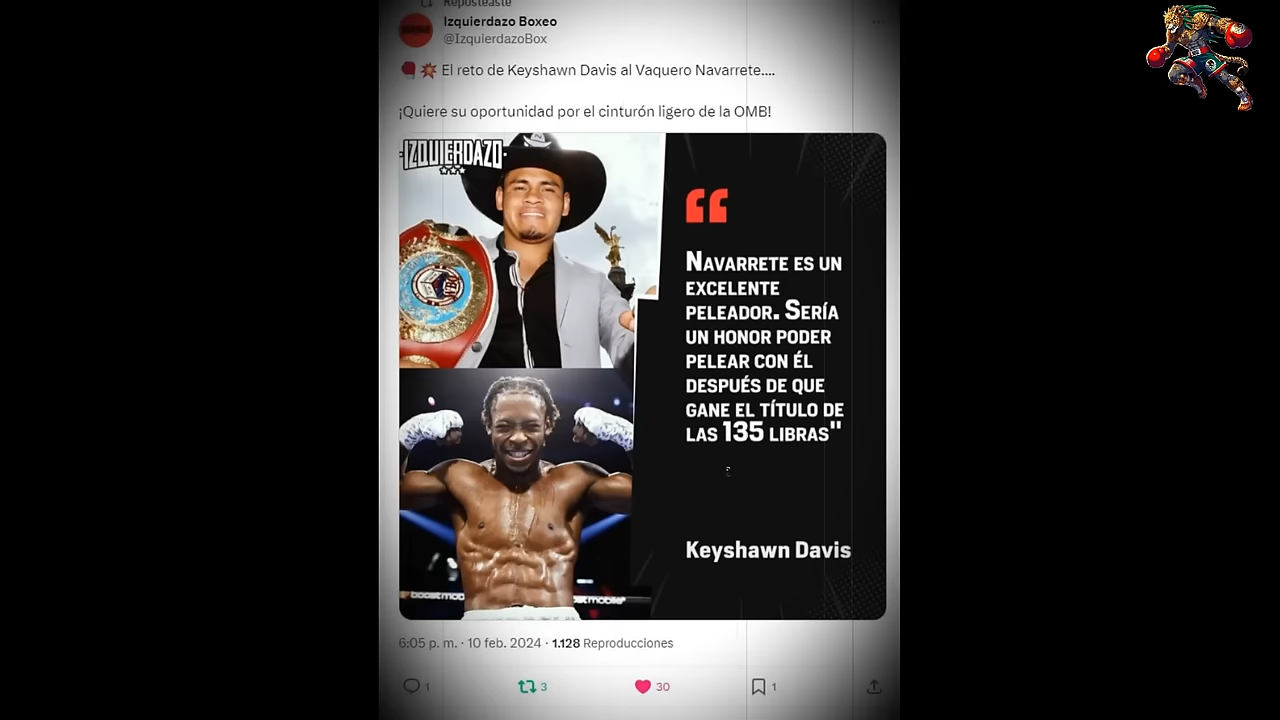 Reposteaste
Izquierdazo Boxeo
@IzquierdazoBox
El reto de Keyshawn Davis al Vaquero Navarrete....
¡Quiere su oportunidad por el cinturón ligero de la OMB!
IZQUIERDAZO
NAVARRETE ES UN
EXCELENTE
PELEADOR. SERÍA
UN HONOR PODER
PELEAR CON ÉL
DESPUÉS DE QUE
GANE EL TÍTULO DE
LAS 135 LIBRAS"
Keyshawn Davis
boostmobile
6:05 p. m. · 10 feb. 2024 · 1.128 Reproducciones
1 3 30 1